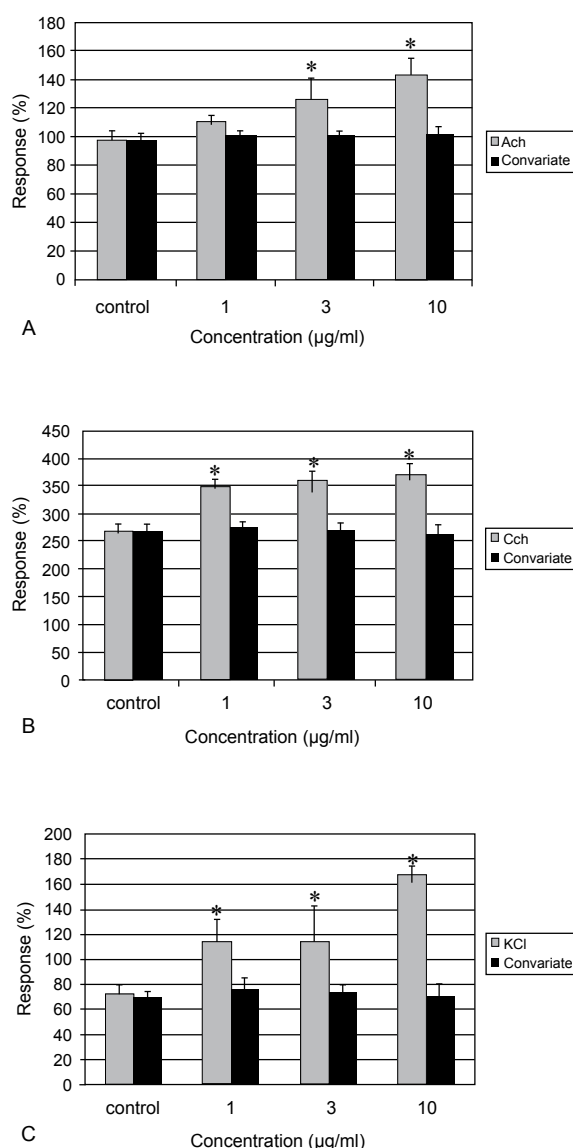 180
160
140
120
100
80
60
40
20
0
Response (%)
* *
Ach
Convariate
control 1 3 10
A
Concentration (µg/ml)
450
400
350
300
250
200
150
100
50
0
Response (%)
* * *
Cch
Convariate
control 1 3 10
B
Concentration (µg/ml)
200
180
160
140
120
100
80
60
40
20
0
Response (%)
* * *
KCl
Convariate
control 1 3 10
C
Concentration (µg/ml)